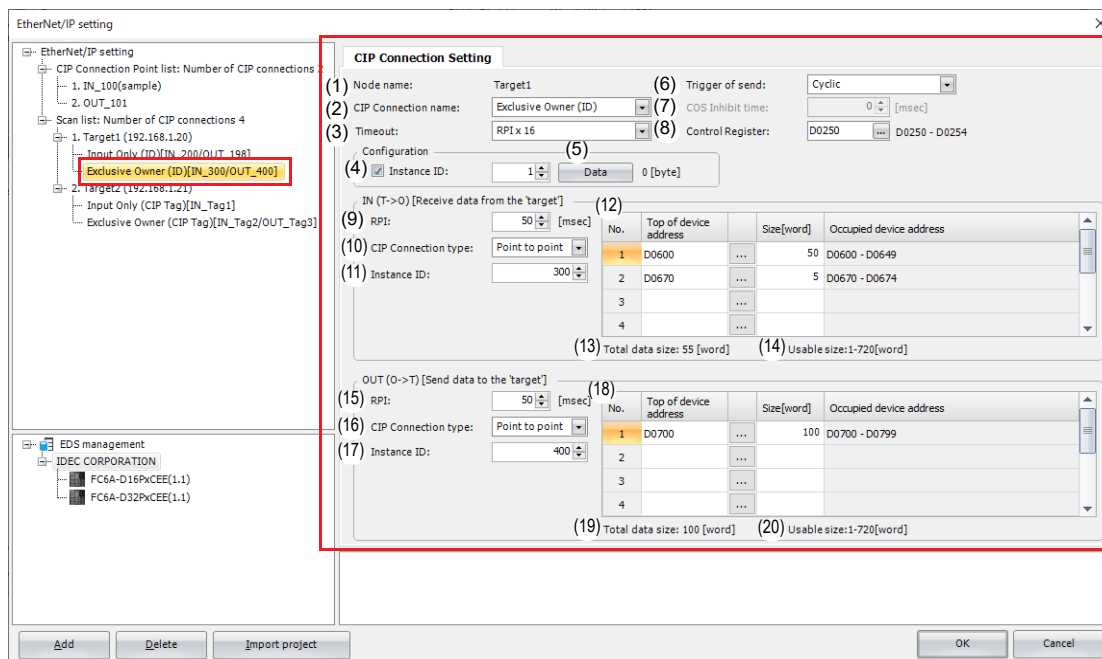 EtherNet/IP setting
EtherNet/IP setting
CIP Connection Point list: Number of CIP connections 2
1. IN_100(sample)
2. OUT_101
Scan list: Number of CIP connections 4
1. Target1 (192.168.1.20)
Input Only (ID)[IN_200/OUT_198]
Exclusive Owner (ID)[IN_300/OUT_400]
2. Target2 (192.168.1.21)
Input Only (CIP Tag)[IN_Tag1]
Exclusive Owner (CIP Tag)[IN_Tag2/OUT_Tag3]
EDS management
IDEC CORPORATION
FC6A-D16PxCEE(1.1)
FC6A-D32PxCEE(1.1)
CIP Connection Setting
(1) Node name: Target1 (6) Trigger of send: Cyclic
(2) CIP Connection name: Exclusive Owner (ID) (7) COS Inhibit time: 0 [msec]
(3) Timeout: RPI x 16 (8) Control Register: D0250 ... D0250 - D0254
Configuration (5)
(4) Instance ID: 1 Data 0 [byte]
IN (T->O) [Receive data from the 'target'] (12)
(9) RPI: 50 [msec]
(10) CIP Connection type: Point to point
(11) Instance ID: 300
No. Top of device address Size[word] Occupied device address
1 D0600 ... 50 D0600 - D0649
2 D0670 ... 5 D0670 - D0674
3 ...
4 ...
(13) Total data size: 55 [word] (14) Usable size:1-720[word]
OUT (O->T) [Send data to the 'target'] (18)
(15) RPI: 50 [msec]
(16) CIP Connection type: Point to point
(17) Instance ID: 400
No. Top of device address Size[word] Occupied device address
1 D0700 ... 100 D0700 - D0799
2 ...
3 ...
4 ...
(19) Total data size: 100 [word] (20) Usable size:1-720[word]
Add Delete Import project OK Cancel